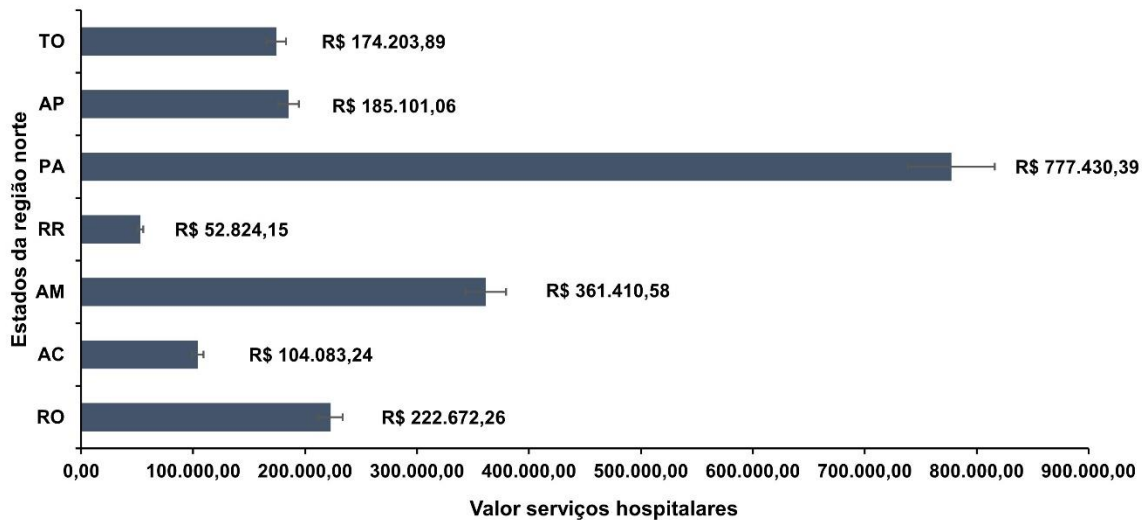 Estados da região norte
TO
R$ 174.203,89
AP
R$ 185.101,06
PA
R$ 777.430,39
RR
R$ 52.824,15
AM
R$ 361.410,58
AC
R$ 104.083,24
RO
R$ 222.672,26
0,00 100.000,00 200.000,00 300.000,00 400.000,00 500.000,00 600.000,00 700.000,00 800.000,00 900.000,00
Valor serviços hospitalares